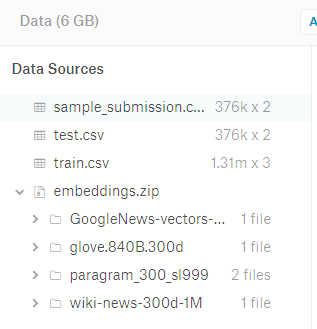 Data (6 GB)
A
Data Sources
sample_submission.c... 376k x 2
test.csv 376k x 2
train.csv 1.31m x 3
embeddings.zip
GoogleNews-vectors-... 1 file
glove.840B.300d 1 file
paragram_300_sl999 2 files
wiki-news-300d-1M 1 file